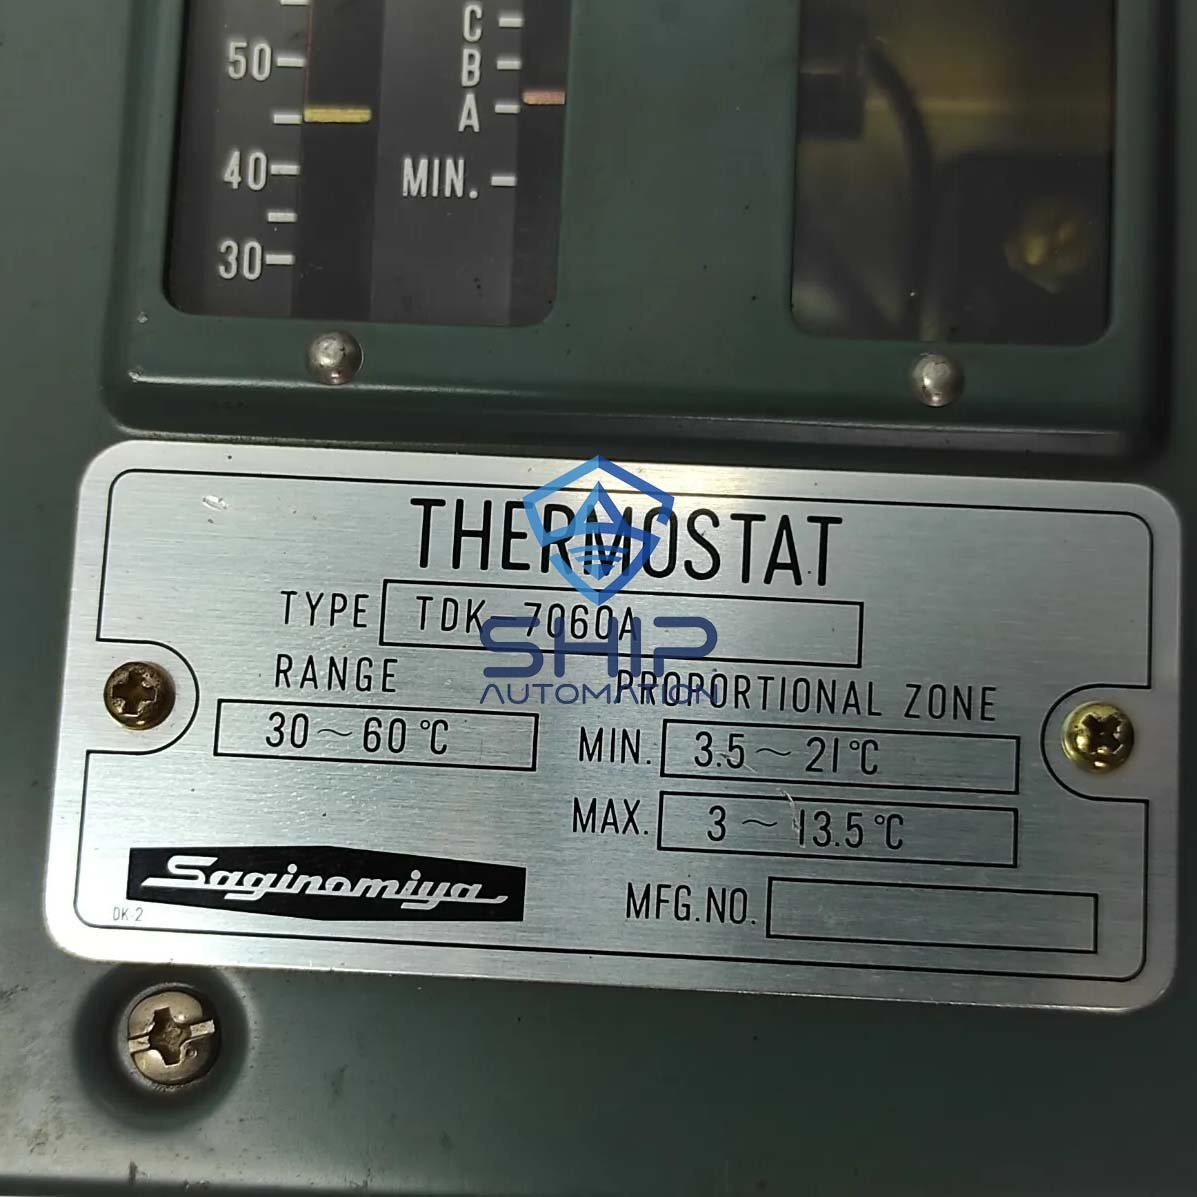 C
50
B
A
40
MIN.
30
THERMOSTAT
TYPE TDK-7060A
SHIP
AUTOMATION
RANGE
PROPORTIONAL ZONE
30~60°C
MIN. 3.5~21°C
MAX. 3~13.5°C
Saginomiya
MFG.NO.
DK-2